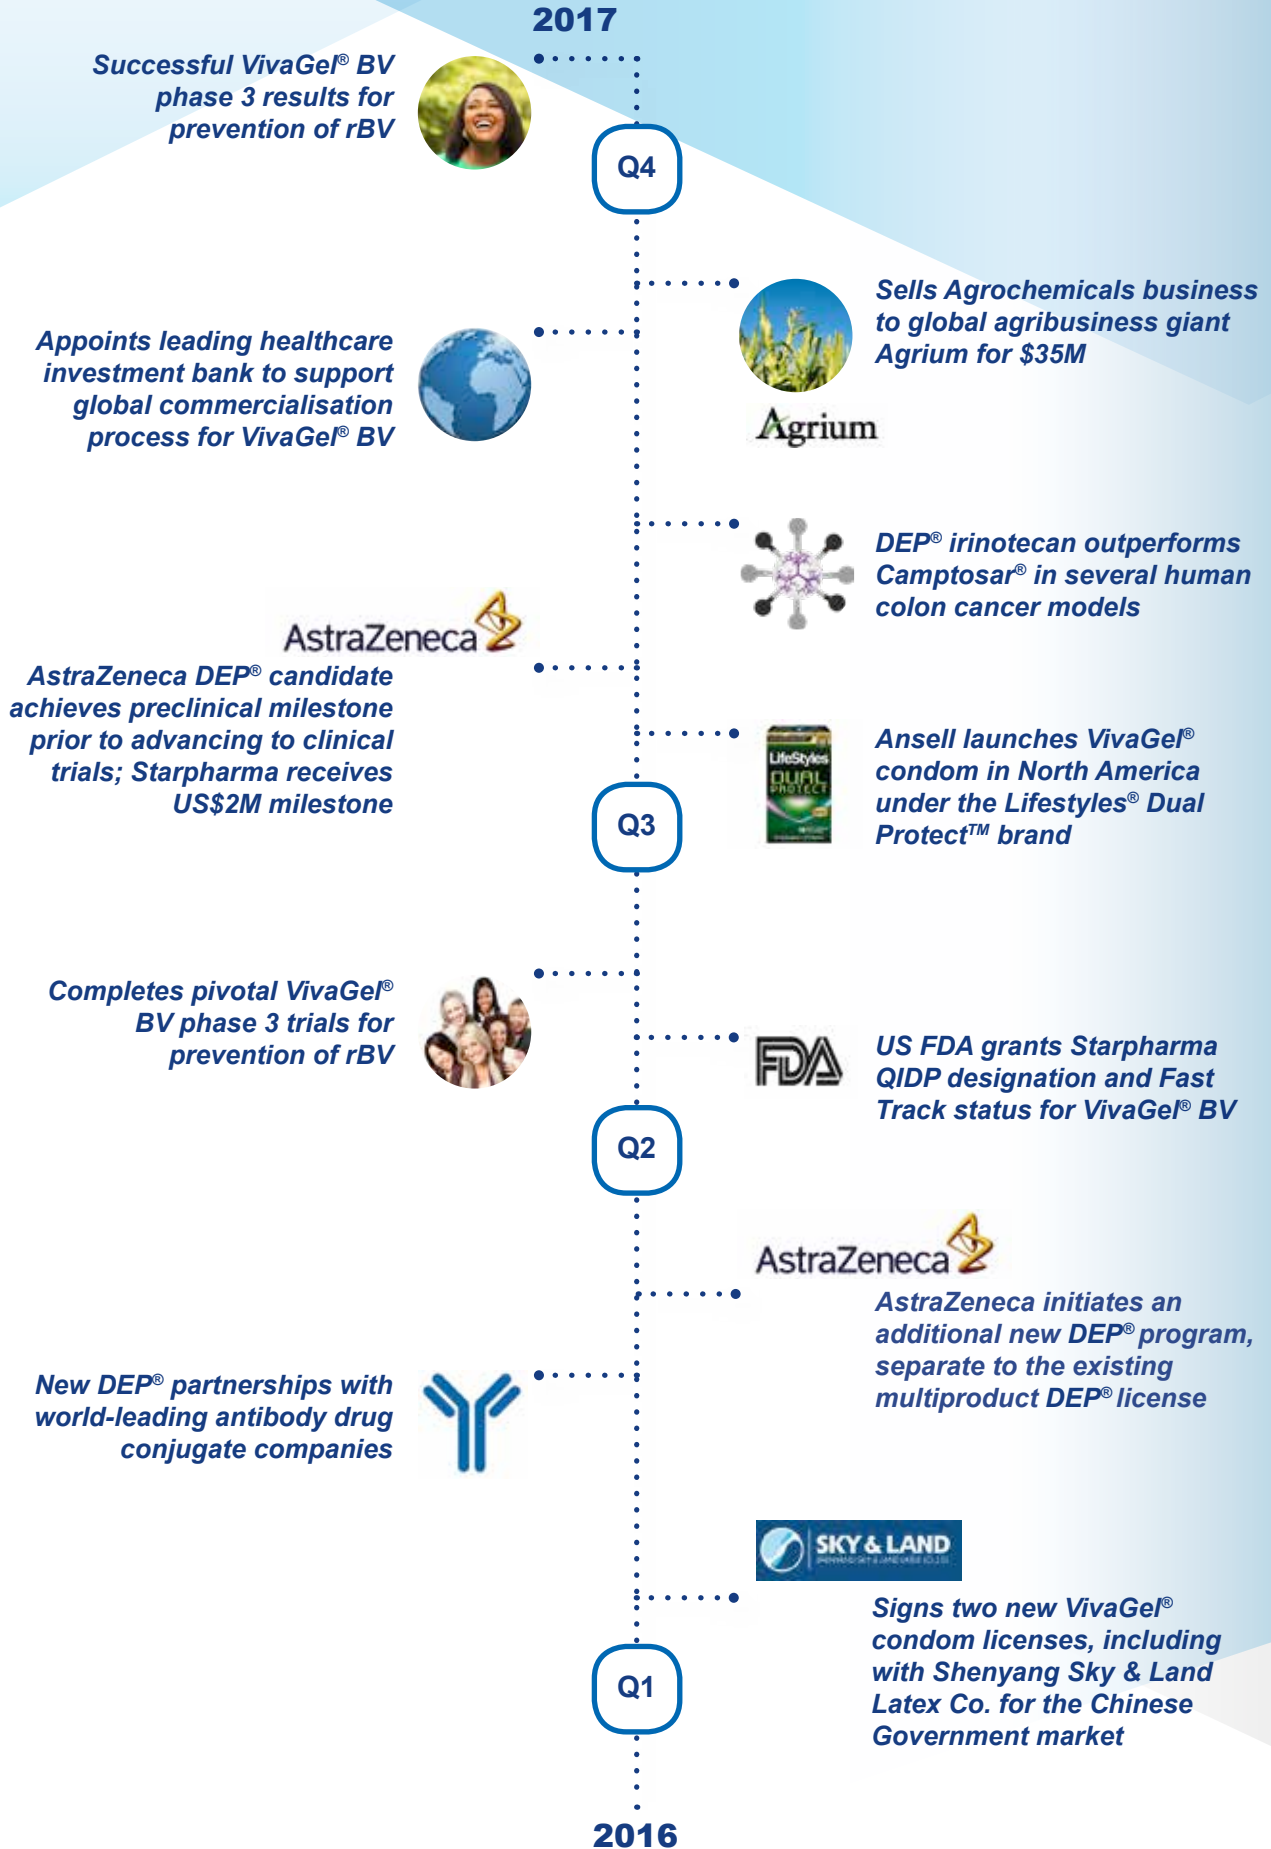 2017
Successful VivaGel® BV
phase 3 results for
prevention of rBV
Q4
Sells Agrochemicals business
to global agribusiness giant
Agrium for $35M
Agrium
Appoints leading healthcare
investment bank to support
global commercialisation
process for VivaGel® BV
DEP® irinotecan outperforms
Camptosar® in several human
colon cancer models
AstraZeneca
AstraZeneca DEP® candidate
achieves preclinical milestone
prior to advancing to clinical
trials; Starpharma receives
US$2M milestone
LifeStyles
DUAL
PROTECT
Ansell launches VivaGel®
condom in North America
under the Lifestyles® Dual
Protect™ brand
Q3
Completes pivotal VivaGel®
BV phase 3 trials for
prevention of rBV
FDA
US FDA grants Starpharma
QIDP designation and Fast
Track status for VivaGel® BV
Q2
AstraZeneca
AstraZeneca initiates an
additional new DEP® program,
separate to the existing
multiproduct DEP® license
New DEP® partnerships with
world-leading antibody drug
conjugate companies
SKY & LAND
Signs two new VivaGel®
condom licenses, including
with Shenyang Sky & Land
Latex Co. for the Chinese
Government market
Q1
2016